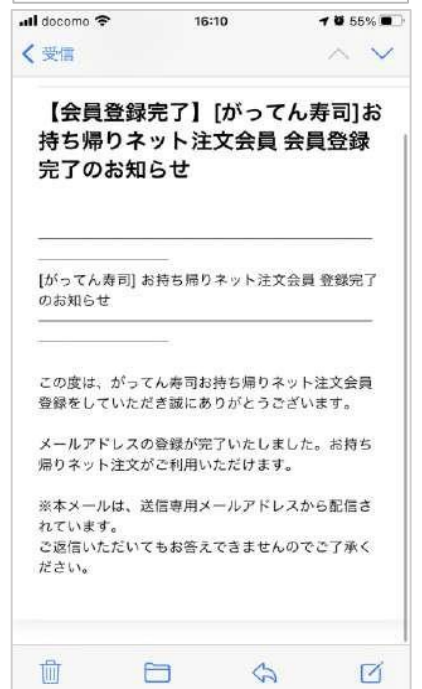 docomo 16:10 55%
受信
【会員登録完了】[がってん寿司]お
持ち帰りネット注文会員 会員登録
完了のお知らせ
[がってん寿司] お持ち帰りネット注文会員 登録完了
のお知らせ
この度は、がってん寿司お持ち帰りネット注文会員
登録をしていただき誠にありがとうございます。
メールアドレスの登録が完了いたしました。お持ち
帰りネット注文がご利用いただけます。
※本メールは、送信専用メールアドレスから配信さ
れています。
ご返信いただいてもお答えできませんのでご了承く
ださい。